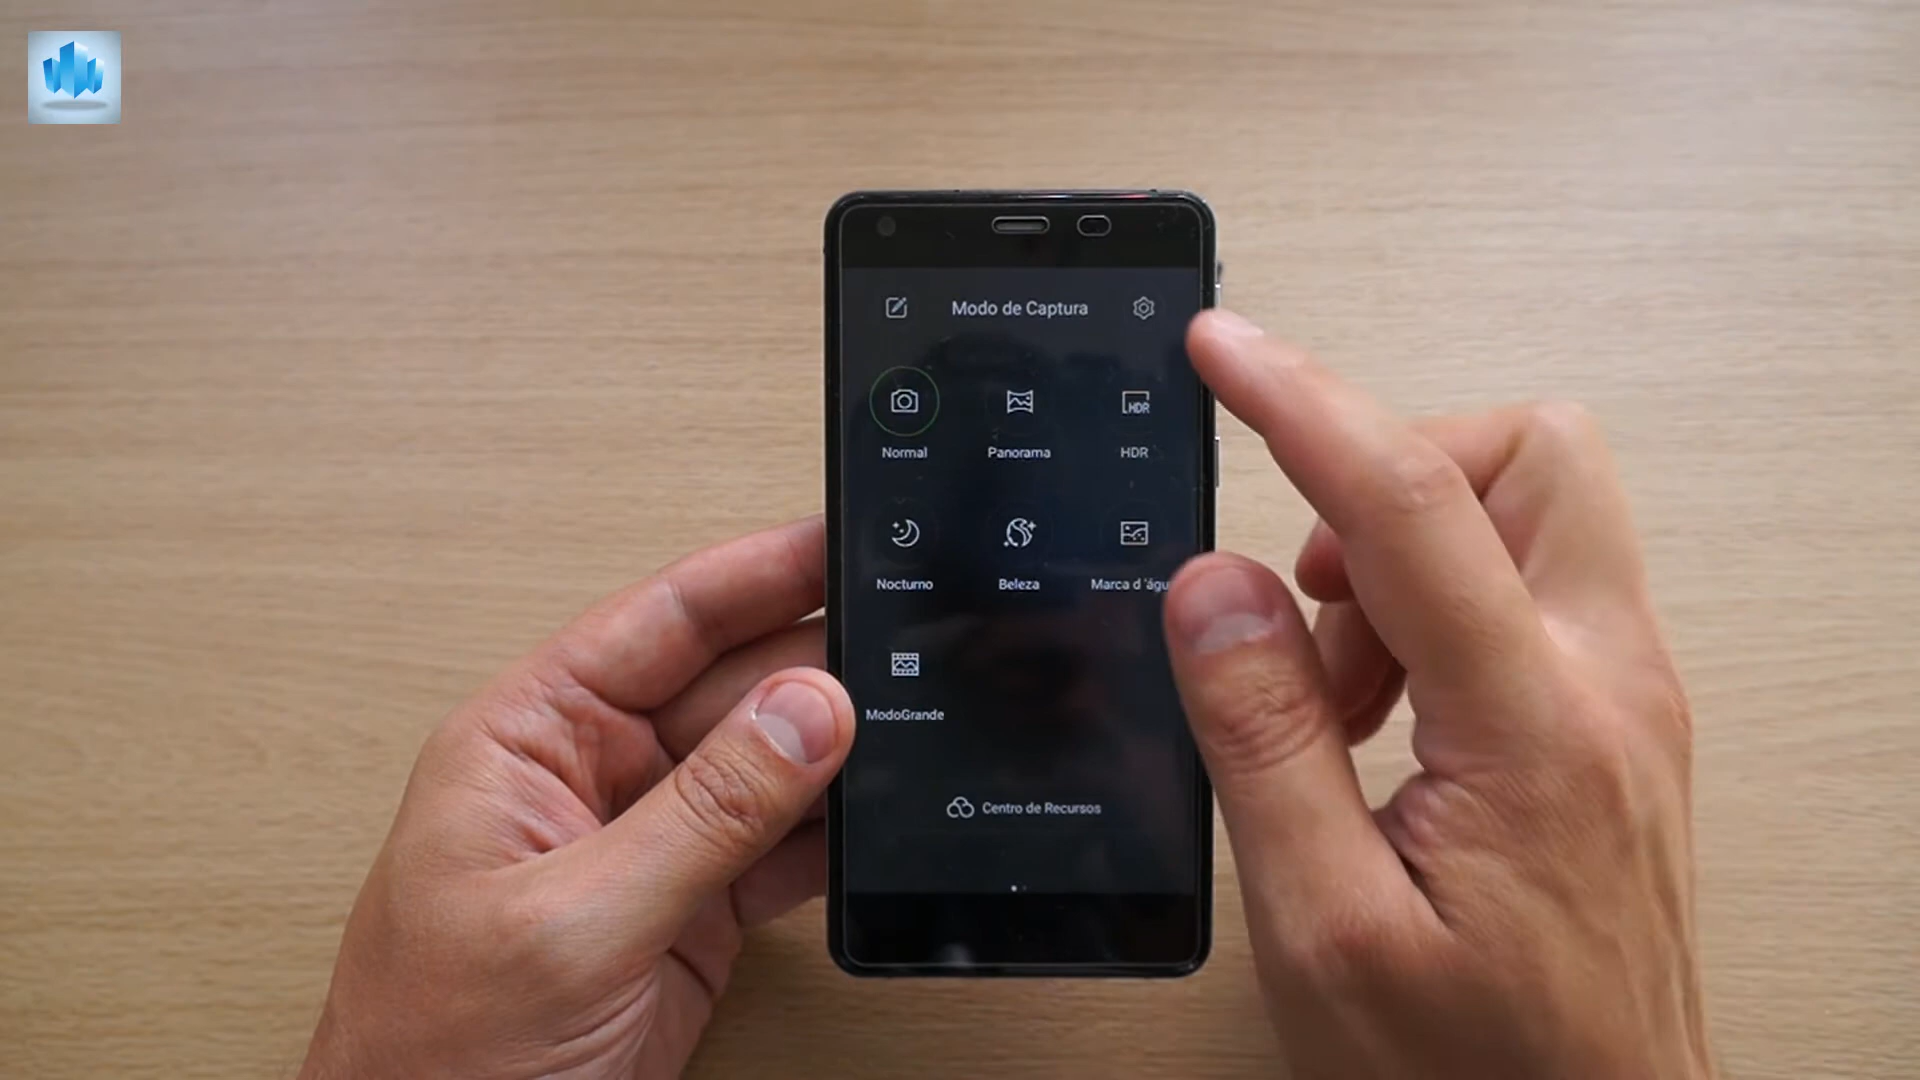 Modo de Captura
Normal
Panorama
HDR
HDR
Nocturno
Beleza
Marca d 'águ
ModoGrande
Centro de Recursos